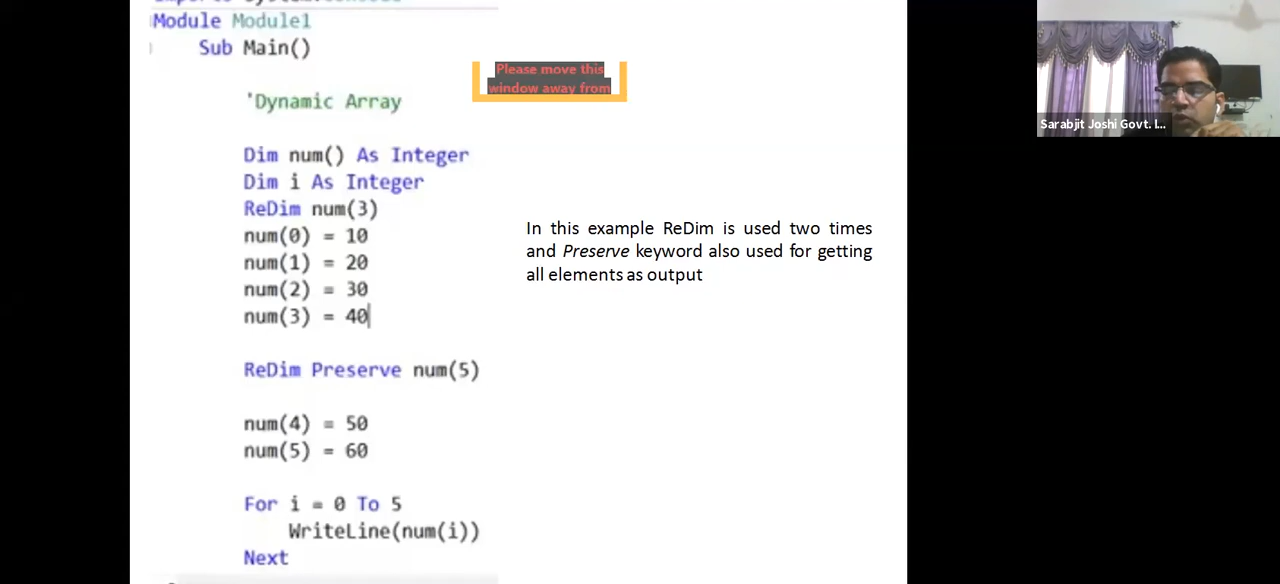 Module Module1
Sub Main()
'Dynamic Array
Dim num() As Integer
Dim i As Integer
ReDim num(3)
num(0) = 10
num(1) = 20
num(2) = 30
num(3) = 40
ReDim Preserve num(5)
num(4) = 50
num(5) = 60
For i = 0 To 5
WriteLine(num(i))
Next
Please move this
window away from
In this example ReDim is used two times
and Preserve keyword also used for getting
all elements as output
Sarabjit Joshi Govt. I...